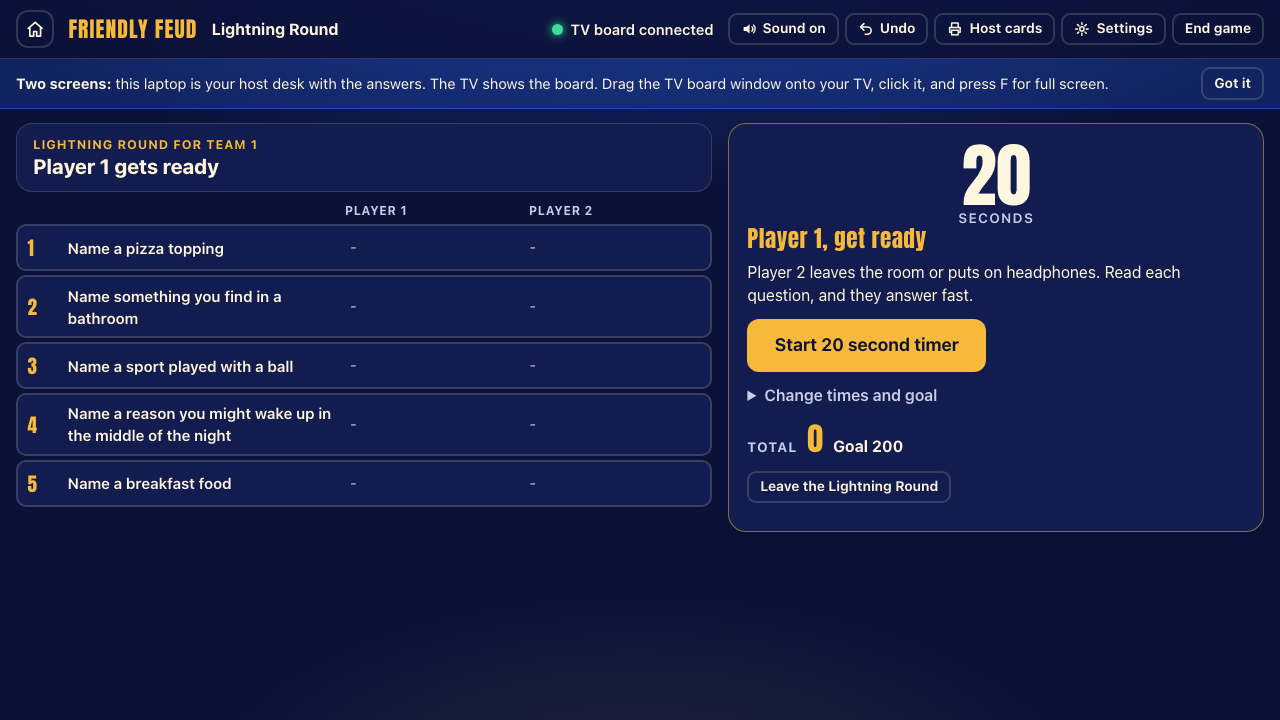 FRIENDLY FEUD
Lightning Round
TV board connected
Sound on
Undo
Host cards
Settings
End game
Two screens: this laptop is your host desk with the answers. The TV shows the board. Drag the TV board window onto your TV, click it, and press F for full screen.
Got it
LIGHTNING ROUND FOR TEAM 1
Player 1 gets ready
PLAYER 1
PLAYER 2
1 Name a pizza topping - -
2 Name something you find in a
bathroom - -
3 Name a sport played with a ball - -
4 Name a reason you might wake up in
the middle of the night - -
5 Name a breakfast food - -
20
SECONDS
Player 1, get ready
Player 2 leaves the room or puts on headphones. Read each
question, and they answer fast.
Start 20 second timer
Change times and goal
TOTAL 0 Goal 200
Leave the Lightning Round